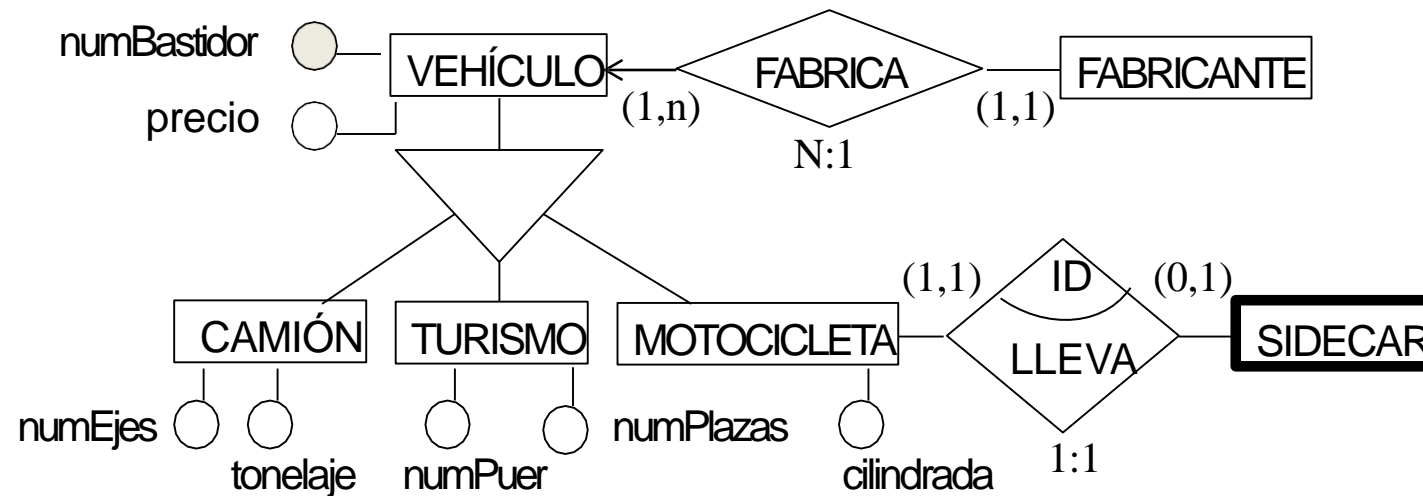 numBastidor
VEHÍCULO
FABRICA
FABRICANTE
precio
(1,n)
(1,1)
N:1
(1,1)
ID
(0,1)
CAMIÓN
TURISMO
MOTOCICLETA
LLEVA
SIDECAR
numEjes
numPlazas
tonelaje
numPuer
cilindrada
1:1